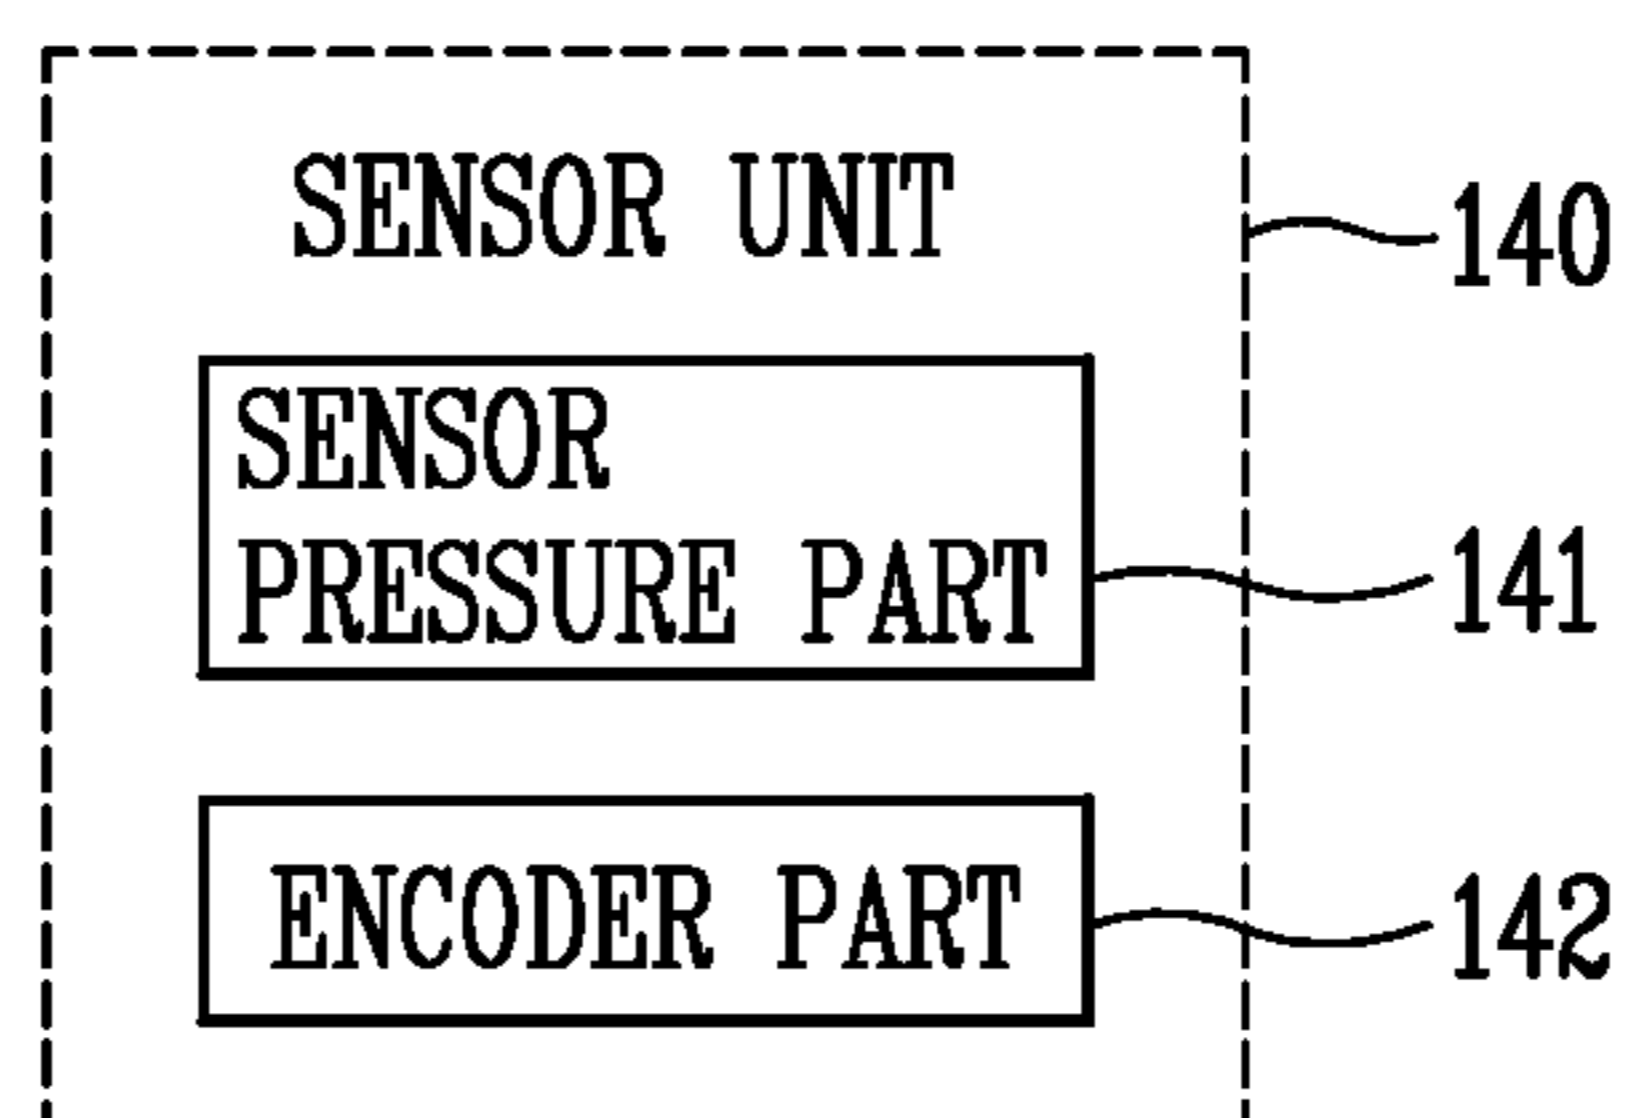 SENSOR UNIT
140
SENSOR
PRESSURE PART
141
ENCODER PART
142